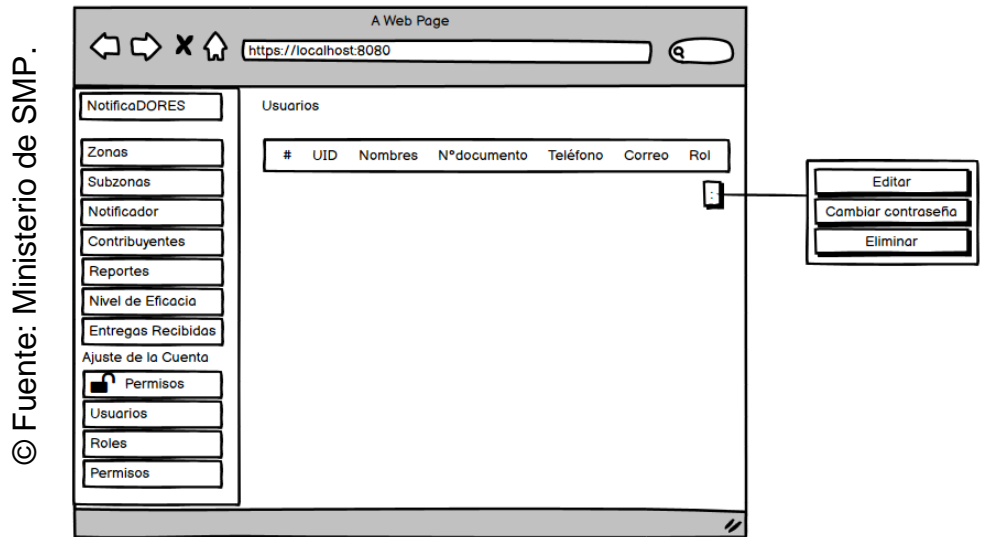 © Fuente: Ministerio de SMP.
A Web Page
https://localhost:8080
NotificaDORES
Zonas
Subzonas
Notificador
Contribuyentes
Reportes
Nivel de Eficacia
Entregas Recibidas
Ajuste de la Cuenta
Permisos
Usuarios
Roles
Permisos
Usuarios
# UID Nombres N°documento Teléfono Correo Rol
Editar
Cambiar contraseña
Eliminar